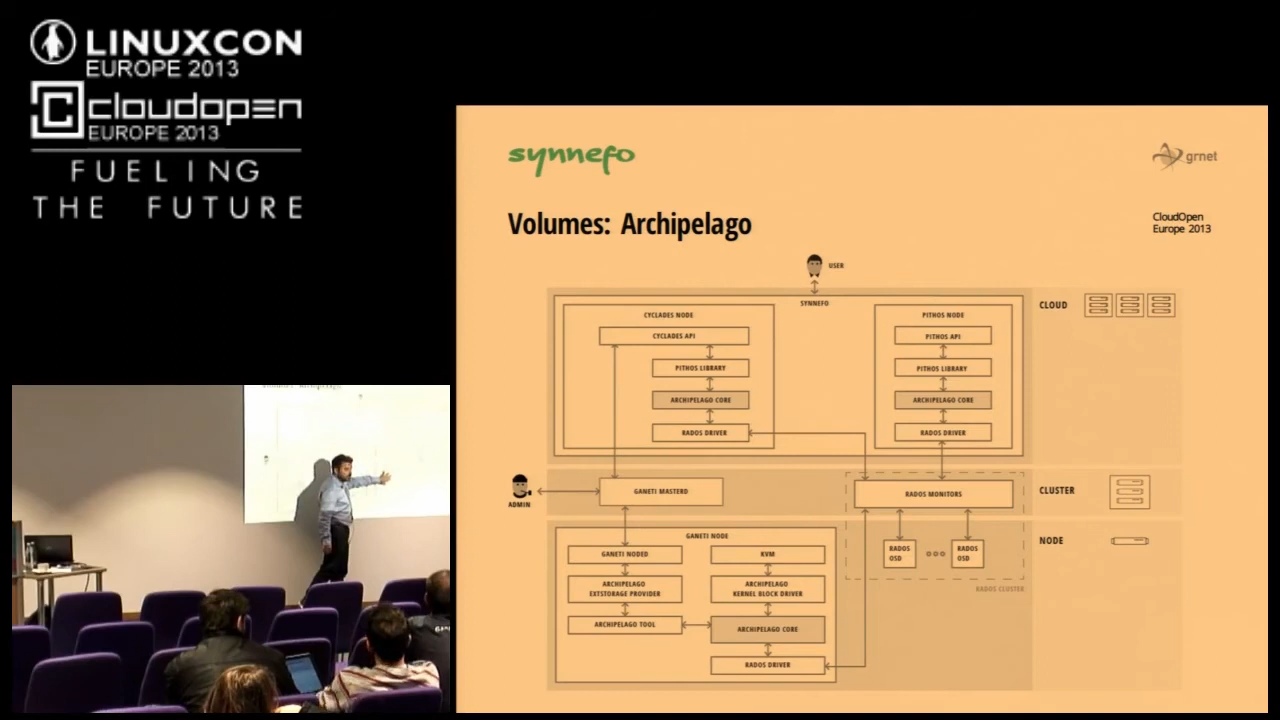 LINUXCON
EUROPE 2013
cloudopen
EUROPE 2013
FUELING
THE FUTURE
synnefo
grnet
Volumes: Archipelago
CloudOpen
Europe 2013
USER
SYNNEFO
CLOUD
CYCLADES NODE
CYCLADES API
PITHOS LIBRARY
ARCHIPELAGO CORE
RADOS DRIVER
PITHOS NODE
PITHOS API
PITHOS LIBRARY
ARCHIPELAGO CORE
RADOS DRIVER
ADMIN
GANETI MASTERD
RADOS MONITORS
CLUSTER
GANETI NODE
GANETI NODED
KVM
ARCHIPELAGO
EXTSTORAGE PROVIDER
ARCHIPELAGO
KERNEL BLOCK DRIVER
ARCHIPELAGO TOOL
ARCHIPELAGO CORE
RADOS DRIVER
RADOS
OSD
RADOS
OSD
RADOS CLUSTER
NODE